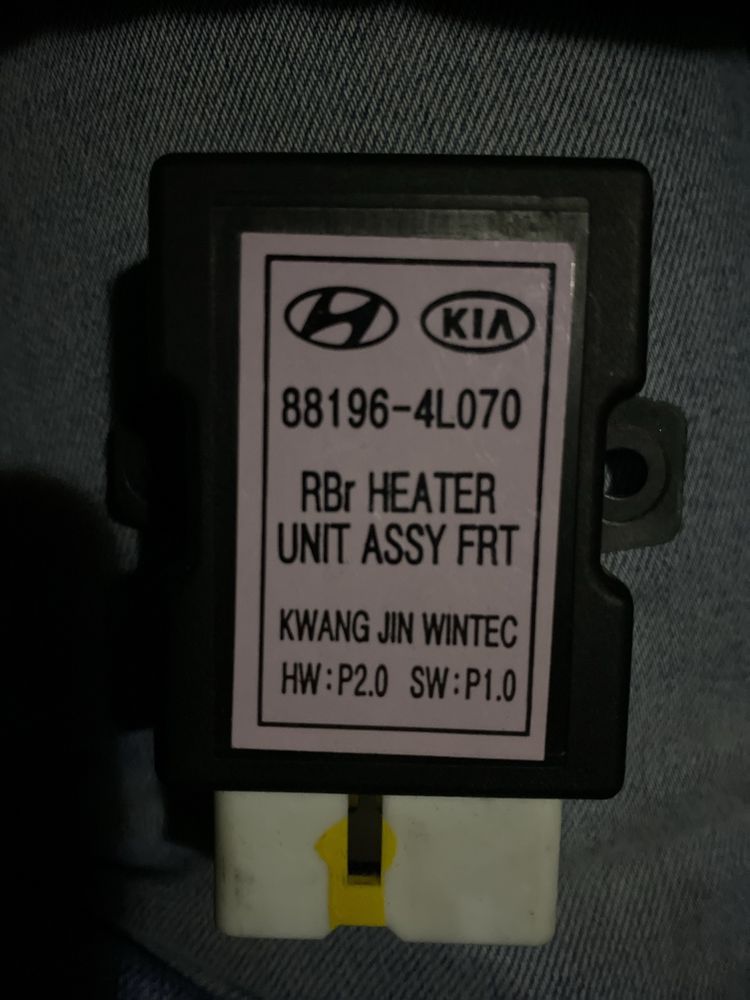 KIA
88196-4L070
RBr HEATER
UNIT ASSY FRT
KWANG JIN WINTEC
HW:P2.0 SW:P1.0